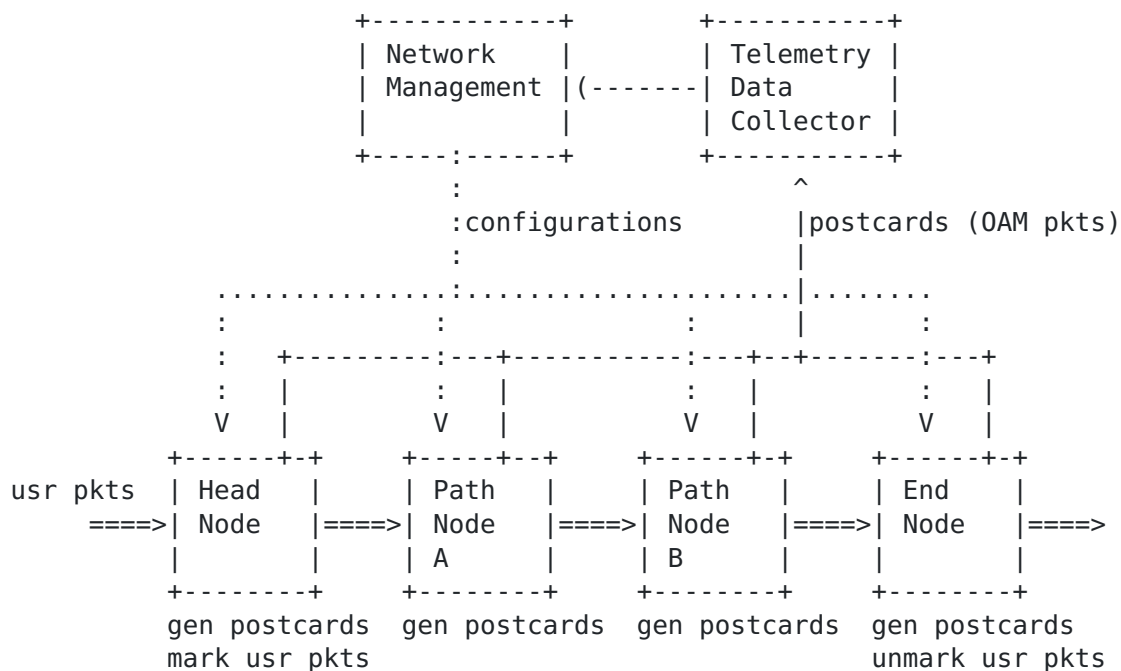 Network Telemetry
Management Data
Collector
configurations postcards (OAM pkts)
usr pkts Head Path Path End
Node Node Node Node
A B
gen postcards gen postcards gen postcards gen postcards
mark usr pkts unmark usr pkts